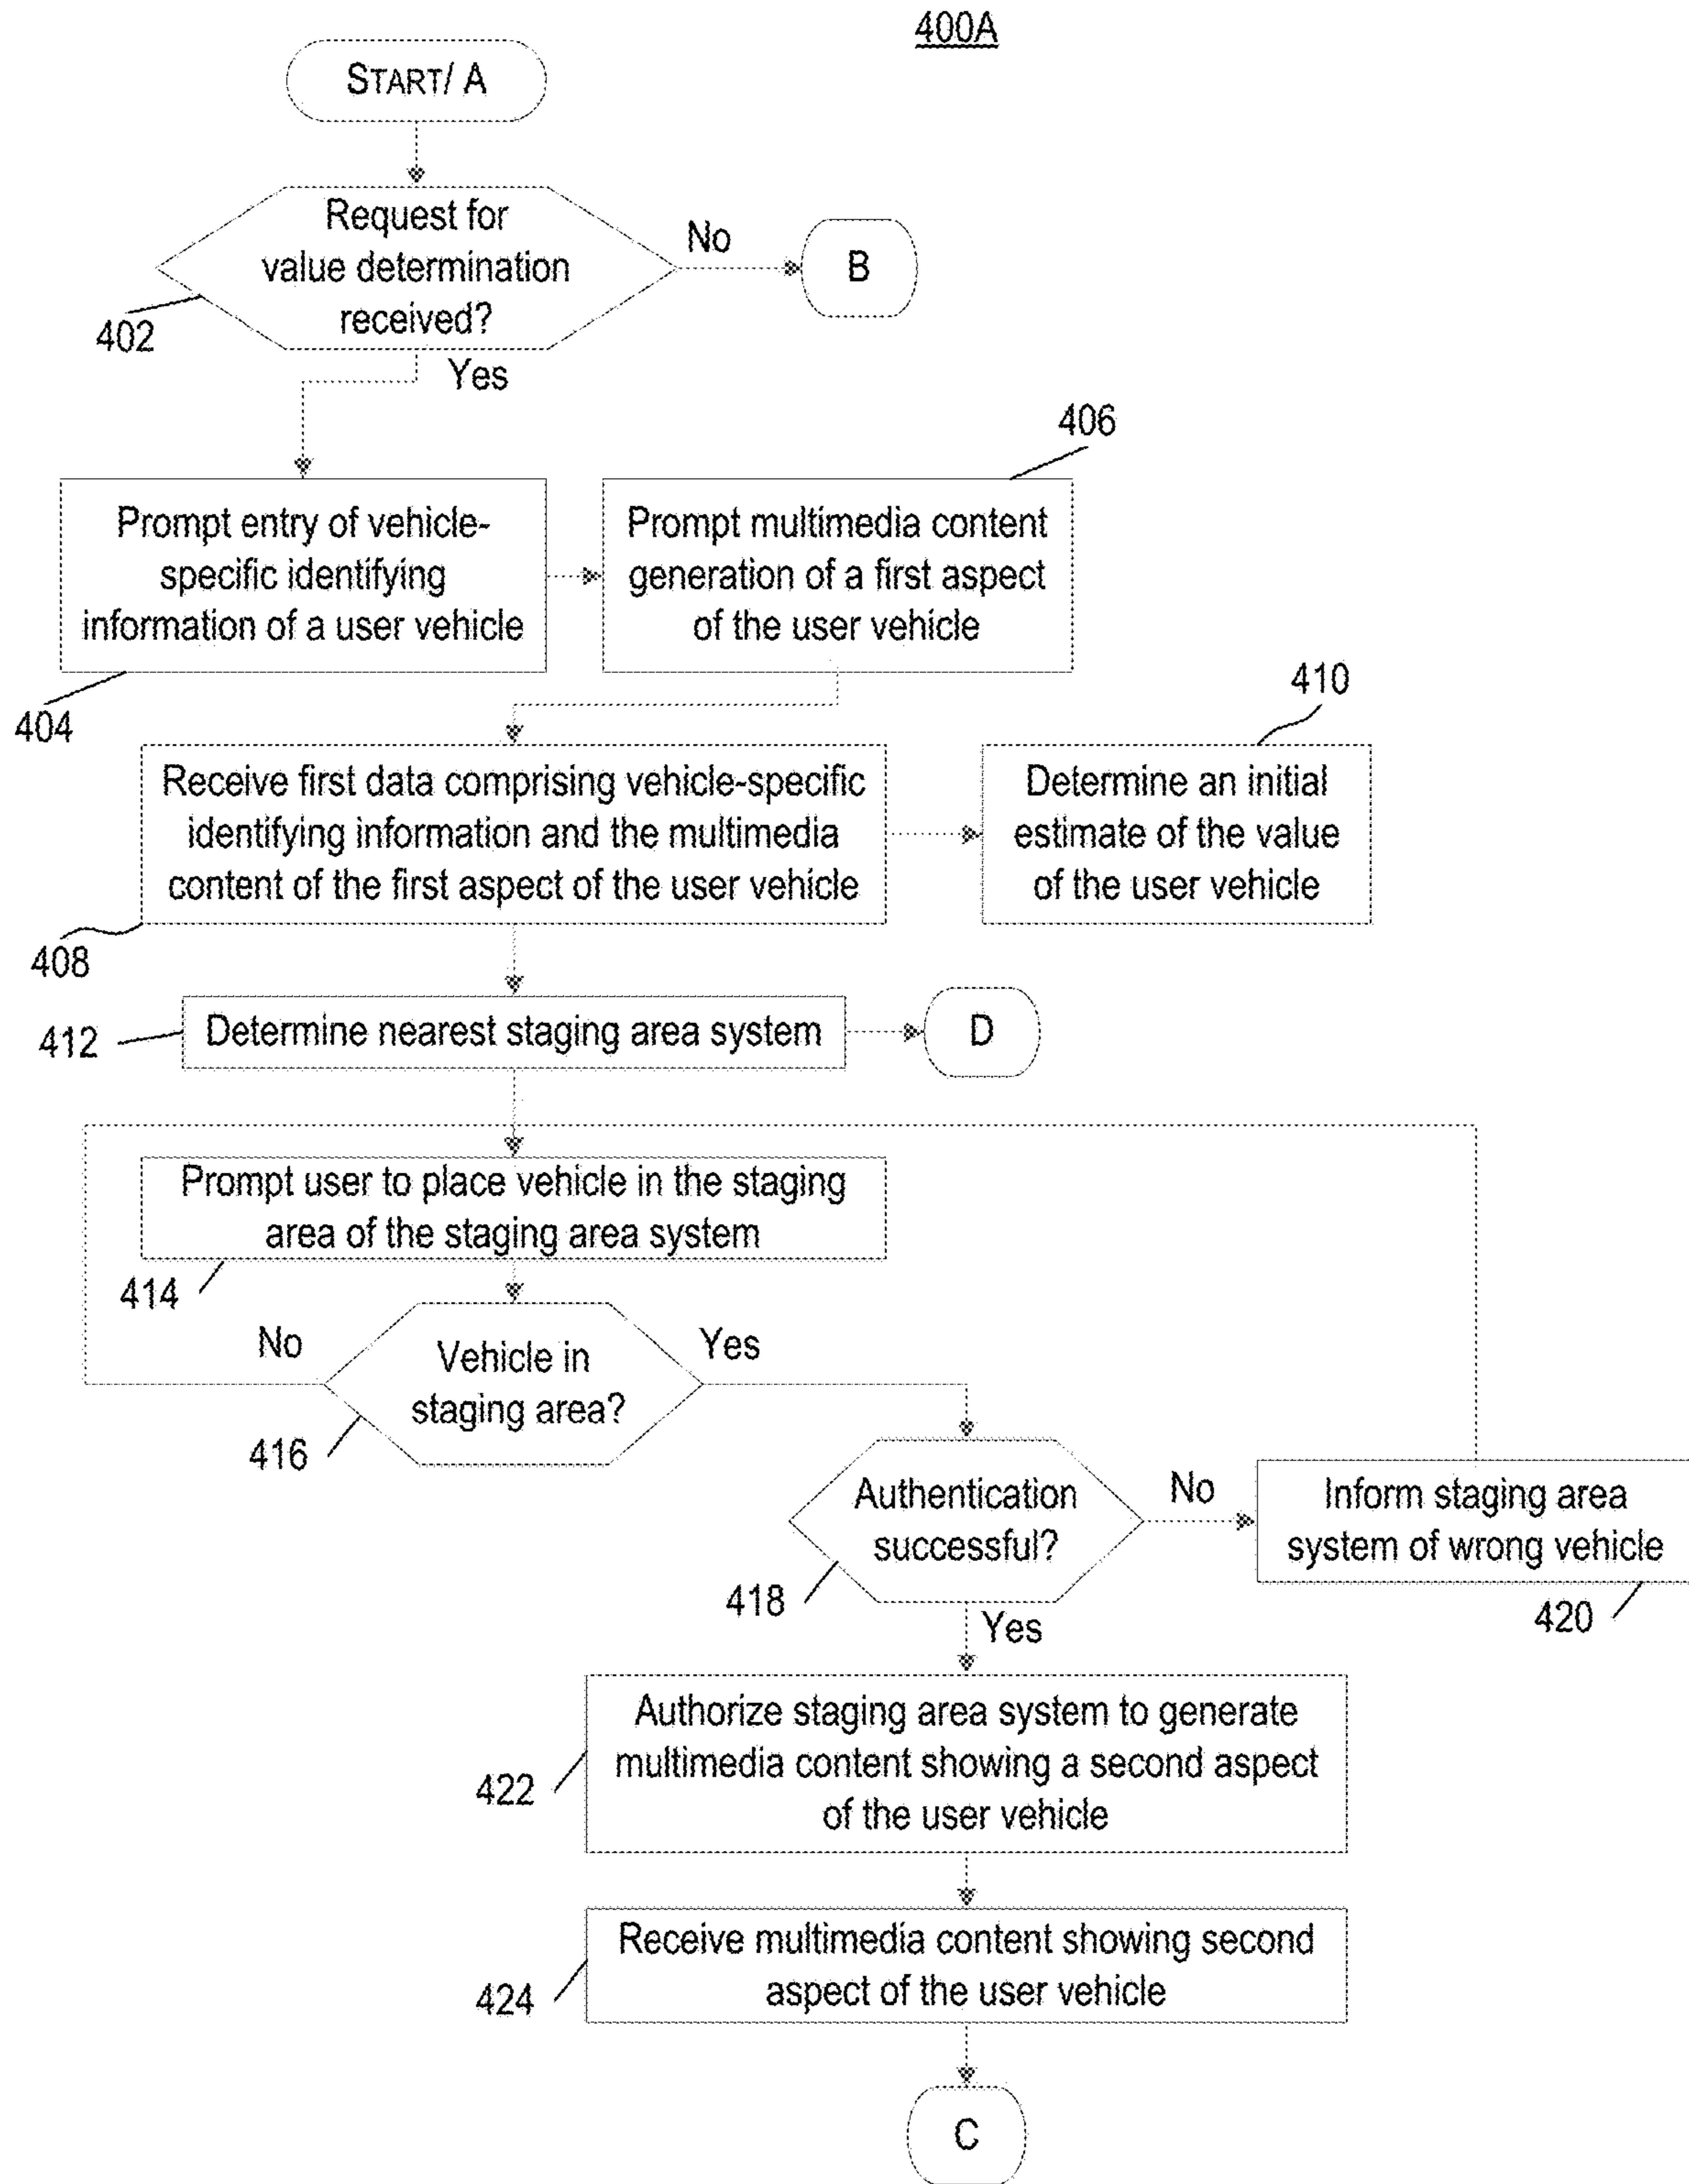 400A
START/ A
Request for
value determination
received?
No
B
402
Yes
406
Prompt entry of vehicle-
specific identifying
information of a user vehicle
Prompt multimedia content
generation of a first aspect
of the user vehicle
404
410
Receive first data comprising vehicle-specific
identifying information and the multimedia
content of the first aspect of the user vehicle
Determine an initial
estimate of the value
of the user vehicle
408
412
Determine nearest staging area system
D
Prompt user to place vehicle in the staging
area of the staging area system
414
No
Vehicle in
staging area?
Yes
416
Authentication
successful?
No
Inform staging area
system of wrong vehicle
418
420
Yes
Authorize staging area system to generate
multimedia content showing a second aspect
of the user vehicle
422
Receive multimedia content showing second
aspect of the user vehicle
424
C